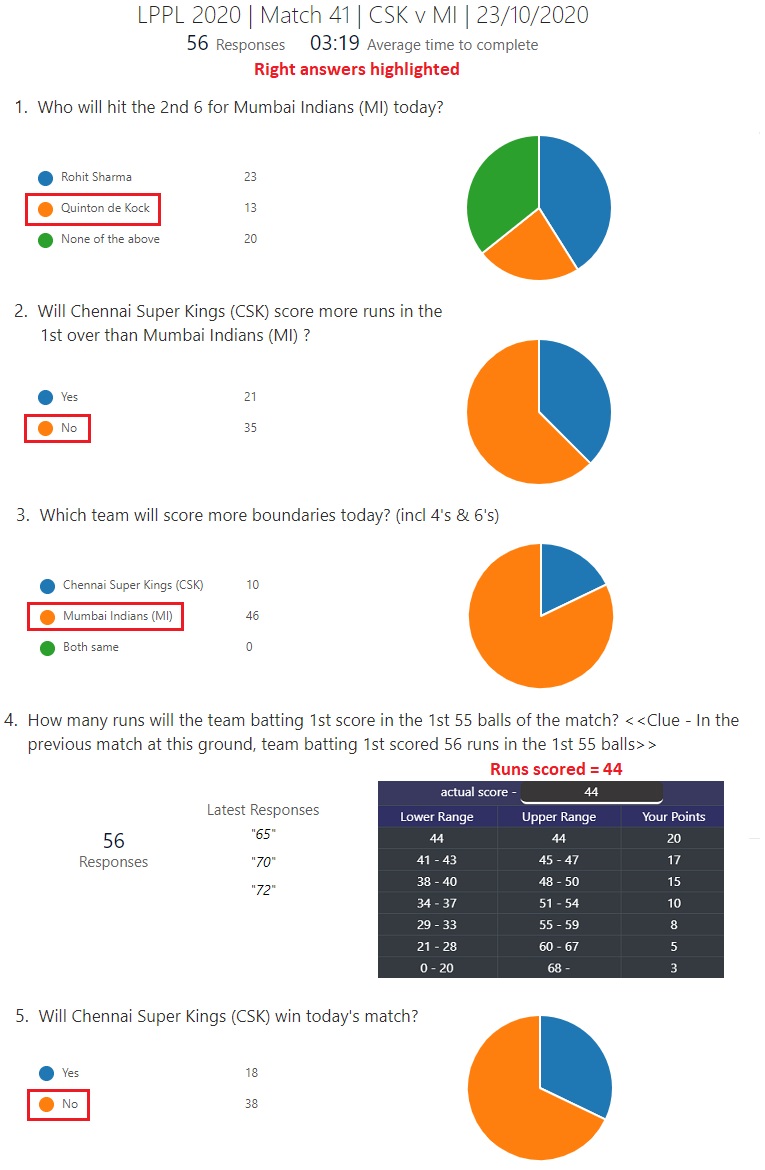 LPPL 2020 | Match 41 | CSK v MI | 23/10/2020
56 Responses 03:19 Average time to complete
Right answers highlighted
1. Who will hit the 2nd 6 for Mumbai Indians (MI) today?
Rohit Sharma 23
Quinton de Kock 13
None of the above 20
2. Will Chennai Super Kings (CSK) score more runs in the
1st over than Mumbai Indians (MI) ?
Yes 21
No 35
3. Which team will score more boundaries today? (incl 4's & 6's)
Chennai Super Kings (CSK) 10
Mumbai Indians (MI) 46
Both same 0
4. How many runs will the team batting 1st score in the 1st 55 balls of the match? <<Clue - In the
previous match at this ground, team batting 1st scored 56 runs in the 1st 55 balls>>
Runs scored = 44
56
Responses
Latest Responses
"65"
"70"
"72"
actual score - 44
Lower Range Upper Range Your Points
44 44 20
41 - 43 45 - 47 17
38 - 40 48 - 50 15
34 - 37 51 - 54 10
29 - 33 55 - 59 8
21 - 28 60 - 67 5
0 - 20 68 - 3
5. Will Chennai Super Kings (CSK) win today's match?
Yes 18
No 38